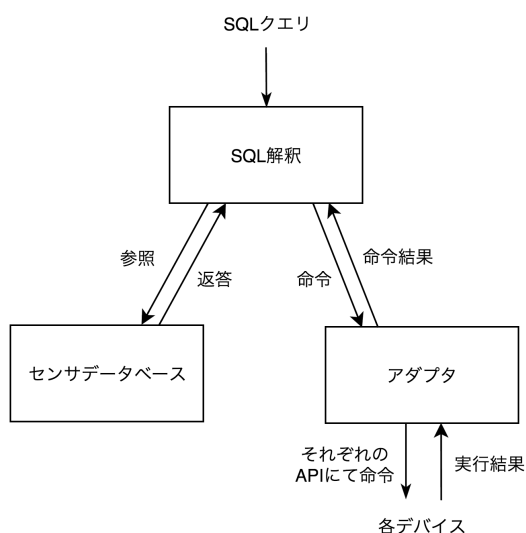 SQLクエリ
SQL解釈
参照
返答
命令
命令結果
センサデータベース
アダプタ
それぞれの
APIにて命令
実行結果
各デバイス